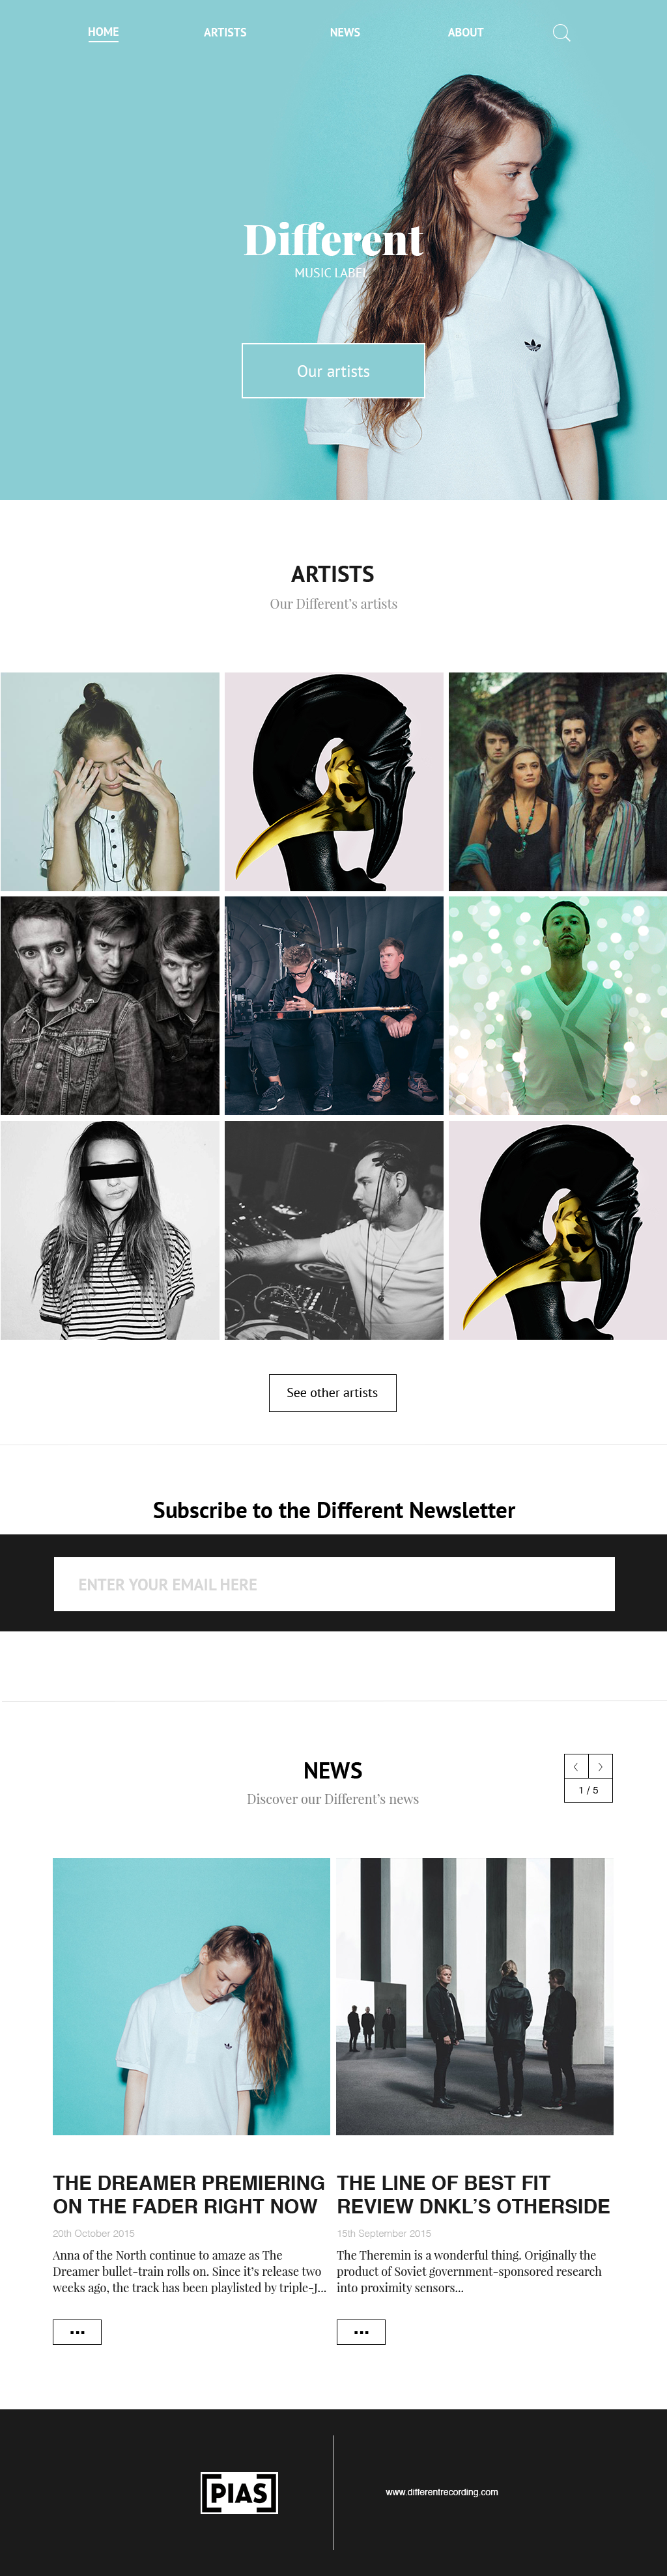 HOME ARTISTS NEWS ABOUT
Different
MUSIC LABEL
Our artists
ARTISTS
Our Different's artists
See other artists
Subscribe to the Different Newsletter
ENTER YOUR EMAIL HERE
NEWS
Discover our Different's news
1 / 5
THE DREAMER PREMIERING
ON THE FADER RIGHT NOW
20th October 2015
Anna of the North continue to amaze as The
Dreamer bullet-train rolls on. Since it's release two
weeks ago, the track has been playlisted by triple-J...
...
THE LINE OF BEST FIT
REVIEW DNKL'S OTHERSIDE
15th September 2015
The Theremin is a wonderful thing. Originally the
product of Soviet government-sponsored research
into proximity sensors...
...
[PIAS]
www.differentrecording.com